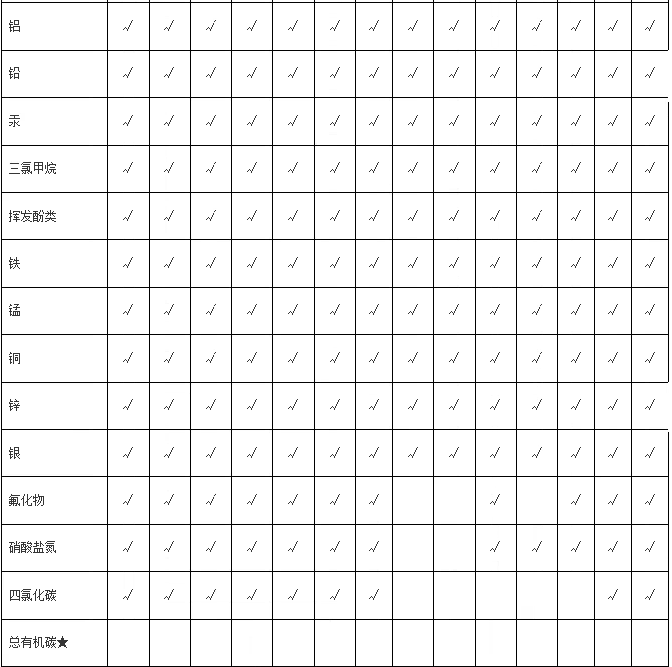 铝 √ √ √ √ √ √ √ √ √ √ √ √ √ √
铅 √ √ √ √ √ √ √ √ √ √ √ √ √ √
汞 √ √ √ √ √ √ √ √ √ √ √ √ √ √
三氯甲烷 √ √ √ √ √ √ √ √ √ √ √ √ √ √
挥发酚类 √ √ √ √ √ √ √ √ √ √ √ √ √ √
铁 √ √ √ √ √ √ √ √ √ √ √ √ √ √
锰 √ √ √ √ √ √ √ √ √ √ √ √ √ √
铜 √ √ √ √ √ √ √ √ √ √ √ √ √ √
锌 √ √ √ √ √ √ √ √ √ √ √ √ √ √
银 √ √ √ √ √ √ √ √ √ √ √ √ √ √
氟化物 √ √ √ √ √ √ √ √ √ √ √
硝酸盐氮 √ √ √ √ √ √ √ √ √ √ √ √
四氯化碳 √ √ √ √ √ √ √ √ √
总有机碳★